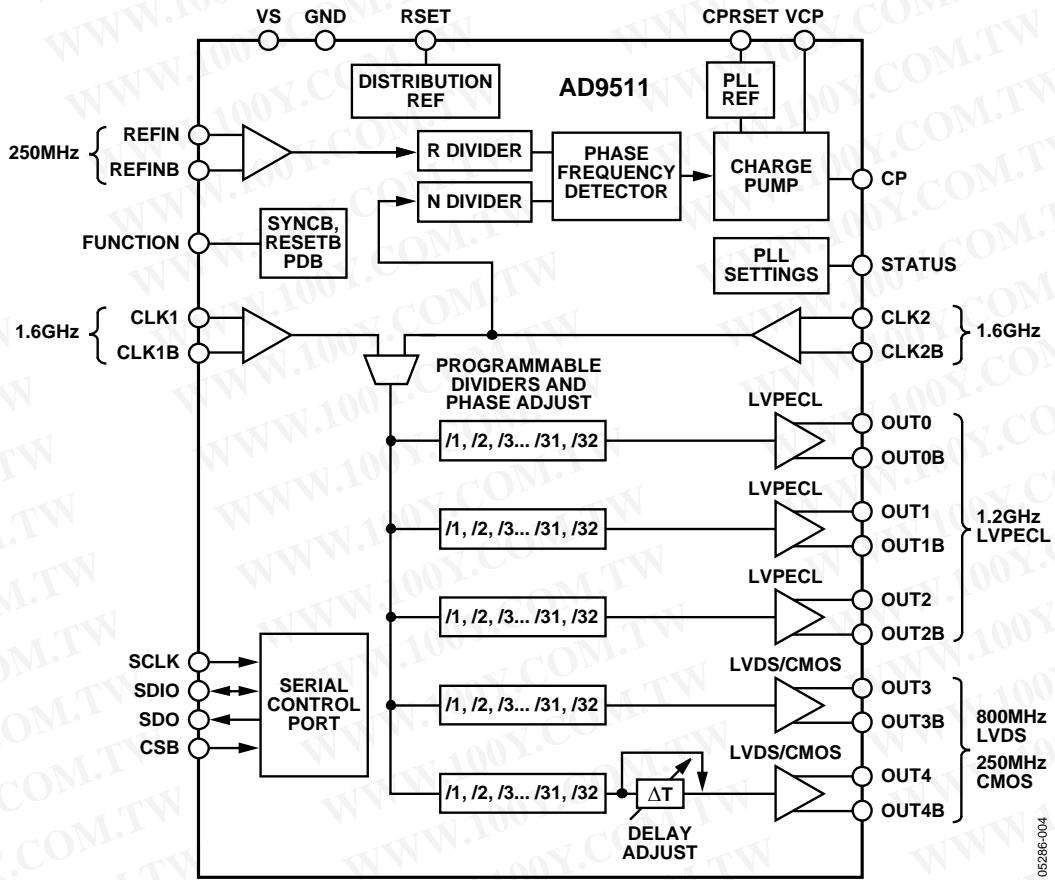 VS GND RSET CPRSET VCP
DISTRIBUTION
REF
AD9511
PLL
REF
REFIN
REFINB
250MHz
R DIVIDER
N DIVIDER
PHASE
FREQUENCY
DETECTOR
CHARGE
PUMP
CP
FUNCTION
SYNCB,
RESETB
PDB
PLL
SETTINGS
STATUS
CLK1
CLK1B
1.6GHz
CLK2
CLK2B
1.6GHz
PROGRAMMABLE
DIVIDERS AND
PHASE ADJUST
/1, /2, /3... /31, /32
LVPECL
OUT0
OUT0B
/1, /2, /3... /31, /32
LVPECL
OUT1
OUT1B
1.2GHz
LVPECL
/1, /2, /3... /31, /32
LVPECL
OUT2
OUT2B
SCLK
SDIO
SDO
CSB
SERIAL
CONTROL
PORT
/1, /2, /3... /31, /32
LVDS/CMOS
OUT3
OUT3B
800MHz
LVDS
250MHz
CMOS
/1, /2, /3... /31, /32
ΔT
DELAY
ADJUST
LVDS/CMOS
OUT4
OUT4B
05286-004
WWW.100Y.COM.TW